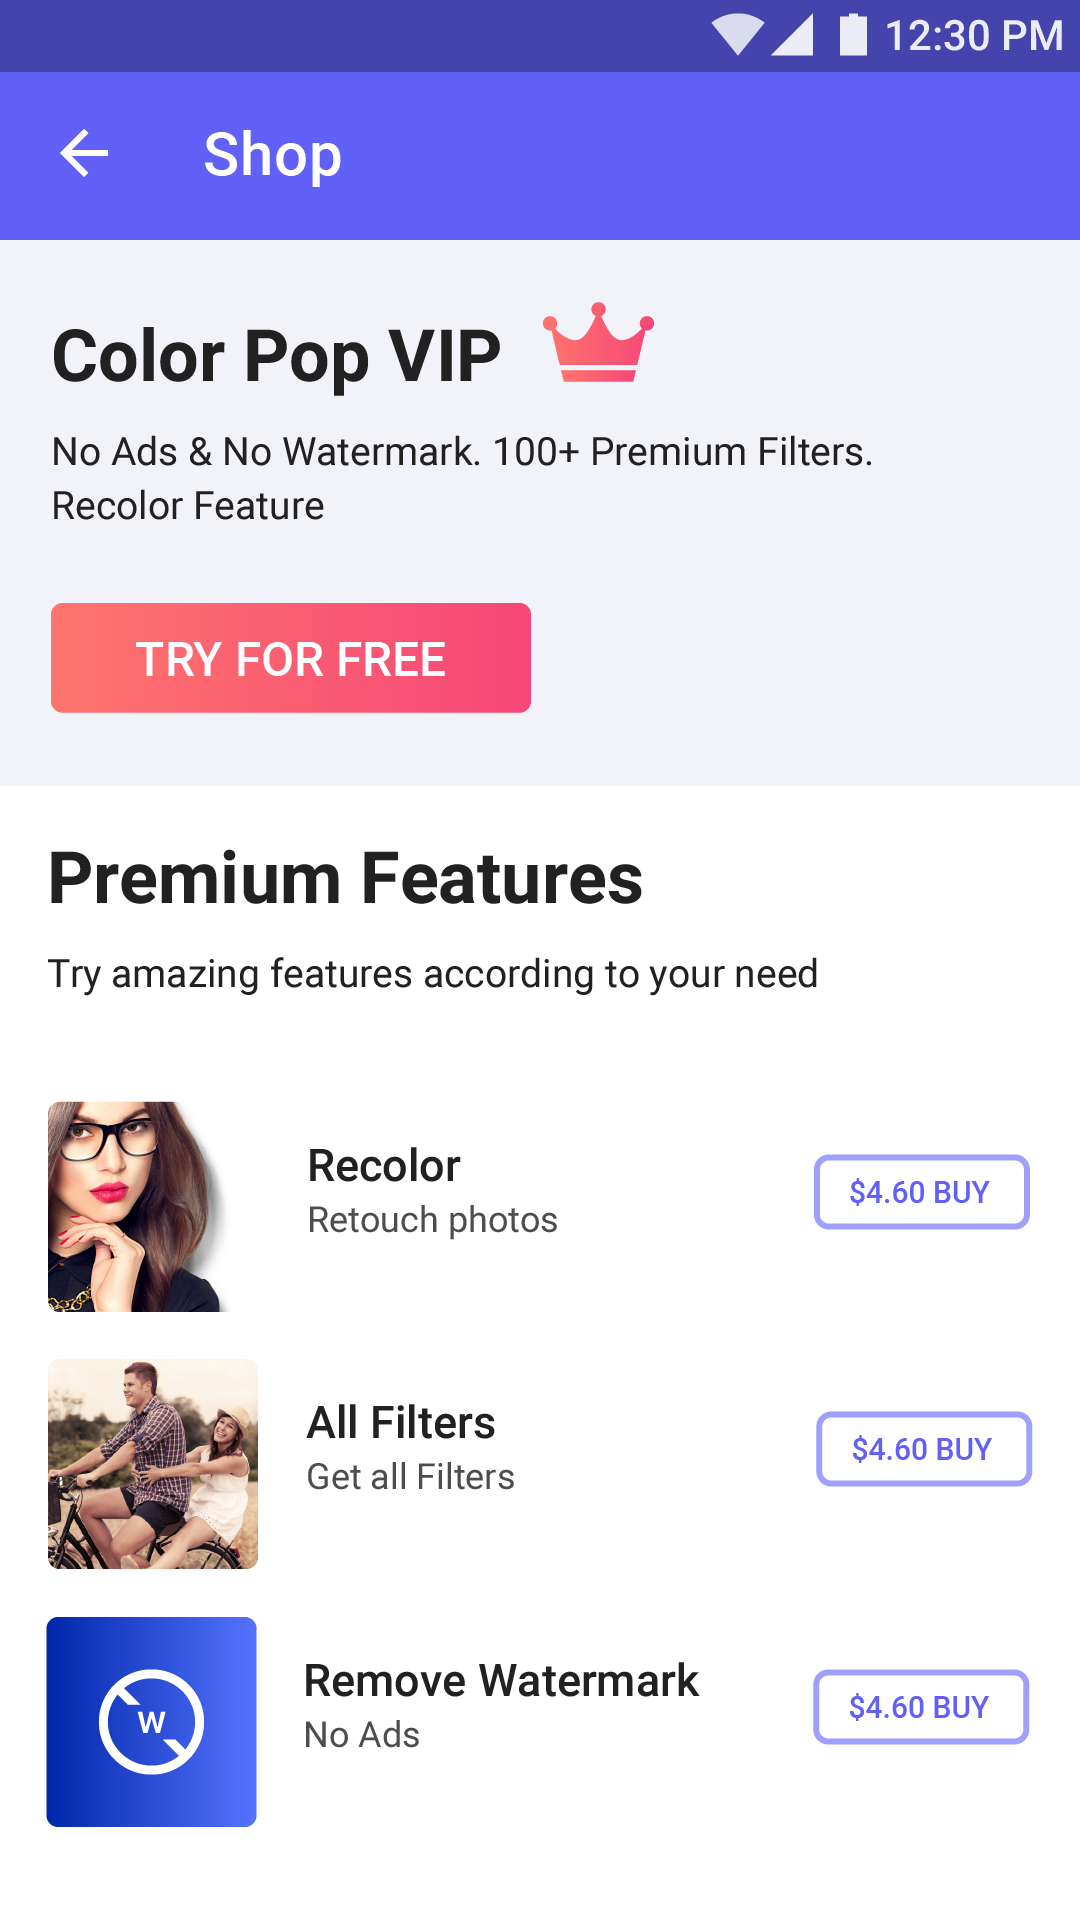 12:30 PM
Shop
Color Pop VIP
No Ads & No Watermark. 100+ Premium Filters.
Recolor Feature
TRY FOR FREE
Premium Features
Try amazing features according to your need
Recolor
Retouch photos
$4.60 BUY
All Filters
Get all Filters
$4.60 BUY
W
Remove Watermark
No Ads
$4.60 BUY